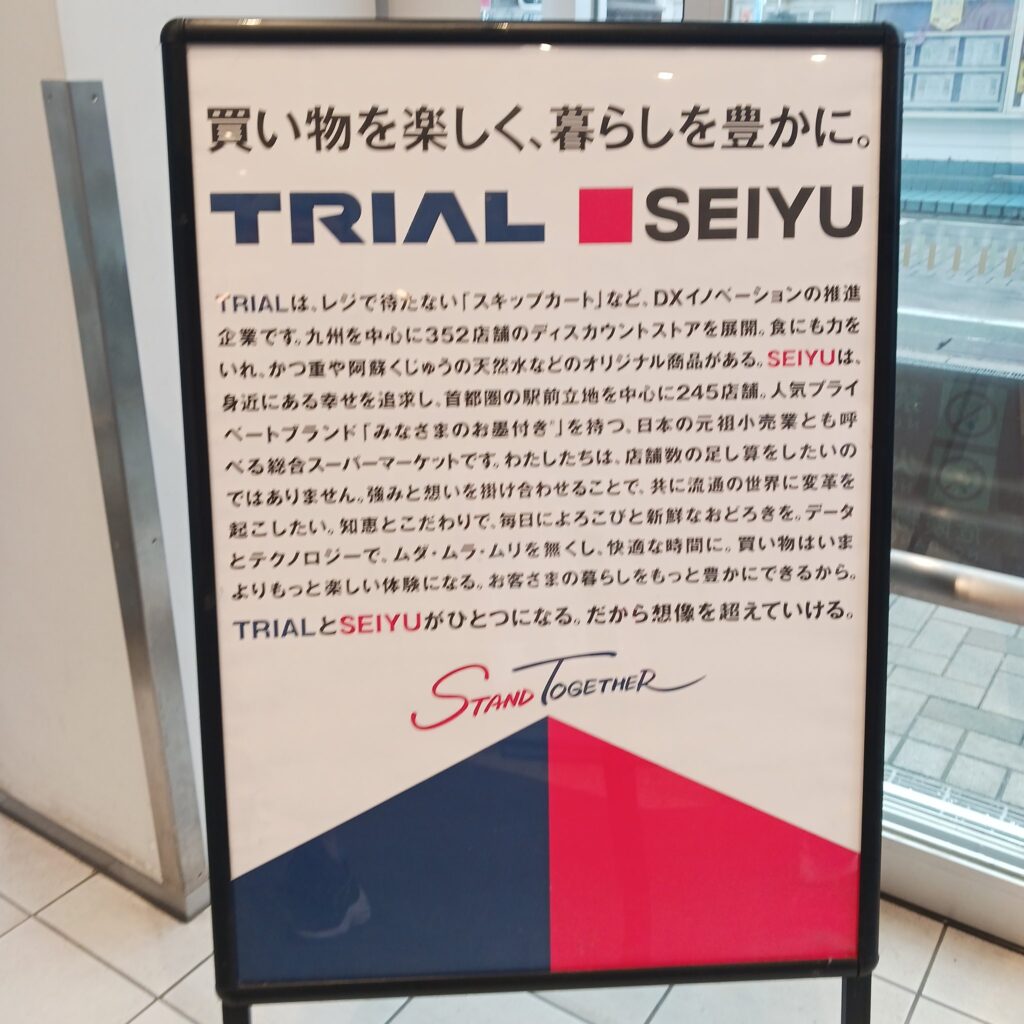 買い物を楽しく、暮らしを豊かに。
TRIAL SEIYU
TRIALは、レジで待たない「スキップカート」など、DXイノベーションの推進
企業です。九州を中心に352店舗のディスカウントストアを展開。食にも力を
いれ、かつ重や阿蘇くじゅうの天然水などのオリジナル商品がある。SEIYUは、
身近にある幸せを追求し、首都圏の駅前立地を中心に245店舗。人気プライ
ベートブランド「みなさまのお墨付き」を持つ、日本の元祖小売業とも呼
べる総合スーパーマーケットです。わたしたちは、店舗数の足し算をしたいの
ではありません。強みと想いを掛け合わせることで、共に流通の世界に変革を
起こしたい。知恵とこだわりで、毎日によろこびと新鮮なおどろきを。データ
とテクノロジーで、ムダ・ムラ・ムリを無くし、快適な時間に。買い物はいま
よりもっと楽しい体験になる。お客さまの暮らしをもっと豊かにできるから。
TRIALとSEIYUがひとつになる。だから想像を超えていける。
STAND TOGETHER